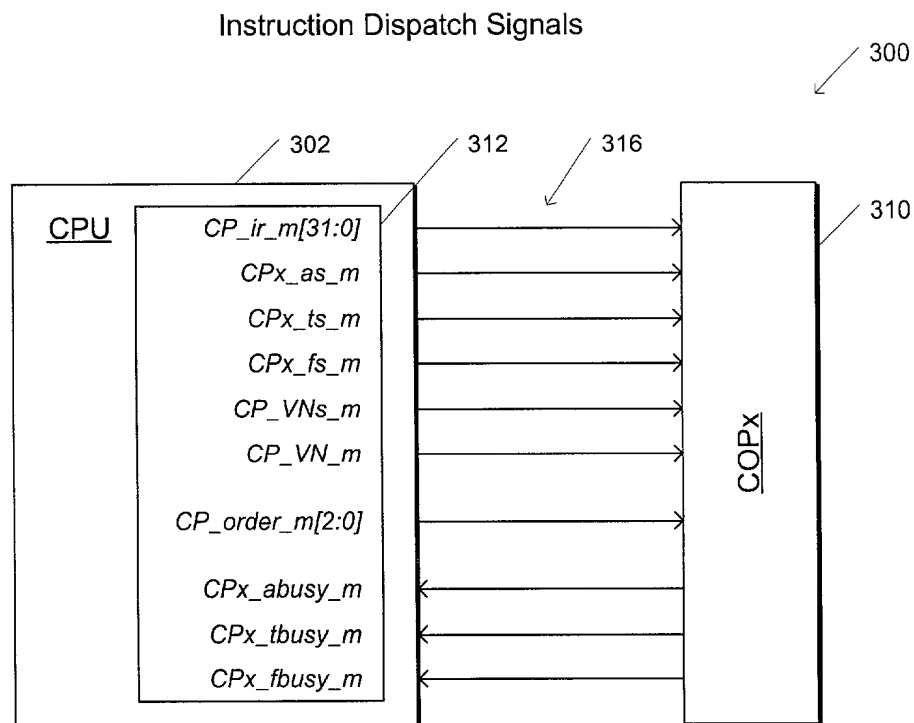 Instruction Dispatch Signals
300
302
312
316
310
CPU
CP_ir_m[31:0]
CPx_as_m
CPx_ts_m
CPx_fs_m
CP_VNs_m
CP_VN_m
CP_order_m[2:0]
CPx_abusy_m
CPx_tbusy_m
CPx_fbusy_m
COPx